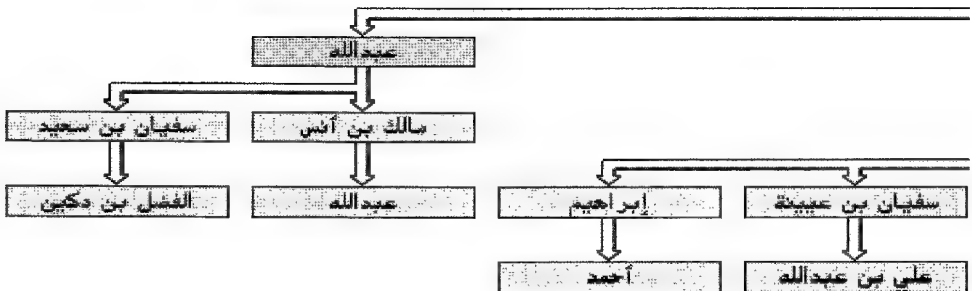 عبدالله
مالك بن أنس
سفيان بن سعيد
سفيان بن عيينة
إبراهيم
عبدالله
الفضل بن دكين
علي بن عبدالله
أحمد